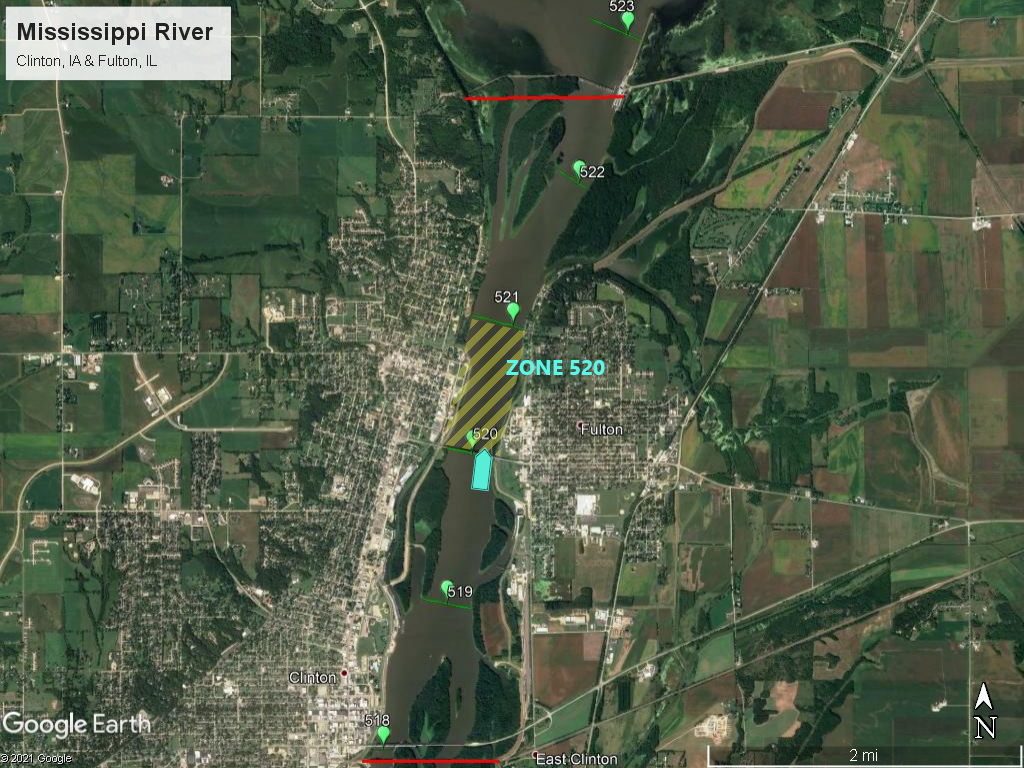 Mississippi River
Clinton, IA & Fulton, IL
523
522
521
ZONE 520
520
Fulton
519
Clinton
518
East Clinton
Google Earth
© 2021 Google
N
2 mi